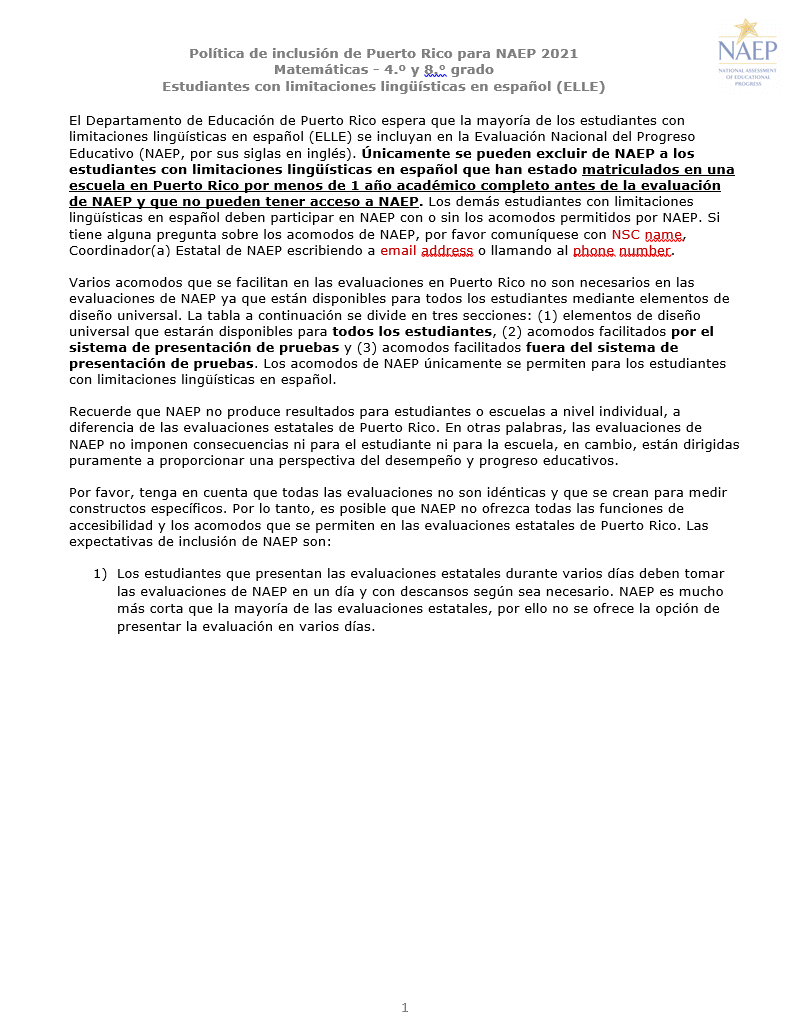 Política de inclusión de Puerto Rico para NAEP 2021
Matemáticas - 4.º y 8.º grado
Estudiantes con limitaciones lingüísticas en español (ELLE)
NAEP
NATIONAL ASSESSMENT
OF EDUCATIONAL
PROGRESS
El Departamento de Educación de Puerto Rico espera que la mayoría de los estudiantes con
limitaciones lingüísticas en español (ELLE) se incluyan en la Evaluación Nacional del Progreso
Educativo (NAEP, por sus siglas en inglés). Únicamente se pueden excluir de NAEP a los
estudiantes con limitaciones lingüísticas en español que han estado matriculados en una
escuela en Puerto Rico por menos de 1 año académico completo antes de la evaluación
de NAEP y que no pueden tener acceso a NAEP. Los demás estudiantes con limitaciones
lingüísticas en español deben participar en NAEP con o sin los acomodos permitidos por NAEP. Si
tiene alguna pregunta sobre los acomodos de NAEP, por favor comuníquese con NSC name,
Coordinador(a) Estatal de NAEP escribiendo a email address o llamando al phone number.
Varios acomodos que se facilitan en las evaluaciones en Puerto Rico no son necesarios en las
evaluaciones de NAEP ya que están disponibles para todos los estudiantes mediante elementos de
diseño universal. La tabla a continuación se divide en tres secciones: (1) elementos de diseño
universal que estarán disponibles para todos los estudiantes, (2) acomodos facilitados por el
sistema de presentación de pruebas y (3) acomodos facilitados fuera del sistema de
presentación de pruebas. Los acomodos de NAEP únicamente se permiten para los estudiantes
con limitaciones lingüísticas en español.
Recuerde que NAEP no produce resultados para estudiantes o escuelas a nivel individual, a
diferencia de las evaluaciones estatales de Puerto Rico. En otras palabras, las evaluaciones de
NAEP no imponen consecuencias ni para el estudiante ni para la escuela, en cambio, están dirigidas
puramente a proporcionar una perspectiva del desempeño y progreso educativos.
Por favor, tenga en cuenta que todas las evaluaciones no son idénticas y que se crean para medir
constructos específicos. Por lo tanto, es posible que NAEP no ofrezca todas las funciones de
accesibilidad y los acomodos que se permiten en las evaluaciones estatales de Puerto Rico. Las
expectativas de inclusión de NAEP son:
1) Los estudiantes que presentan las evaluaciones estatales durante varios días deben tomar
las evaluaciones de NAEP en un día y con descansos según sea necesario. NAEP es mucho
más corta que la mayoría de las evaluaciones estatales, por ello no se ofrece la opción de
presentar la evaluación en varios días.
1